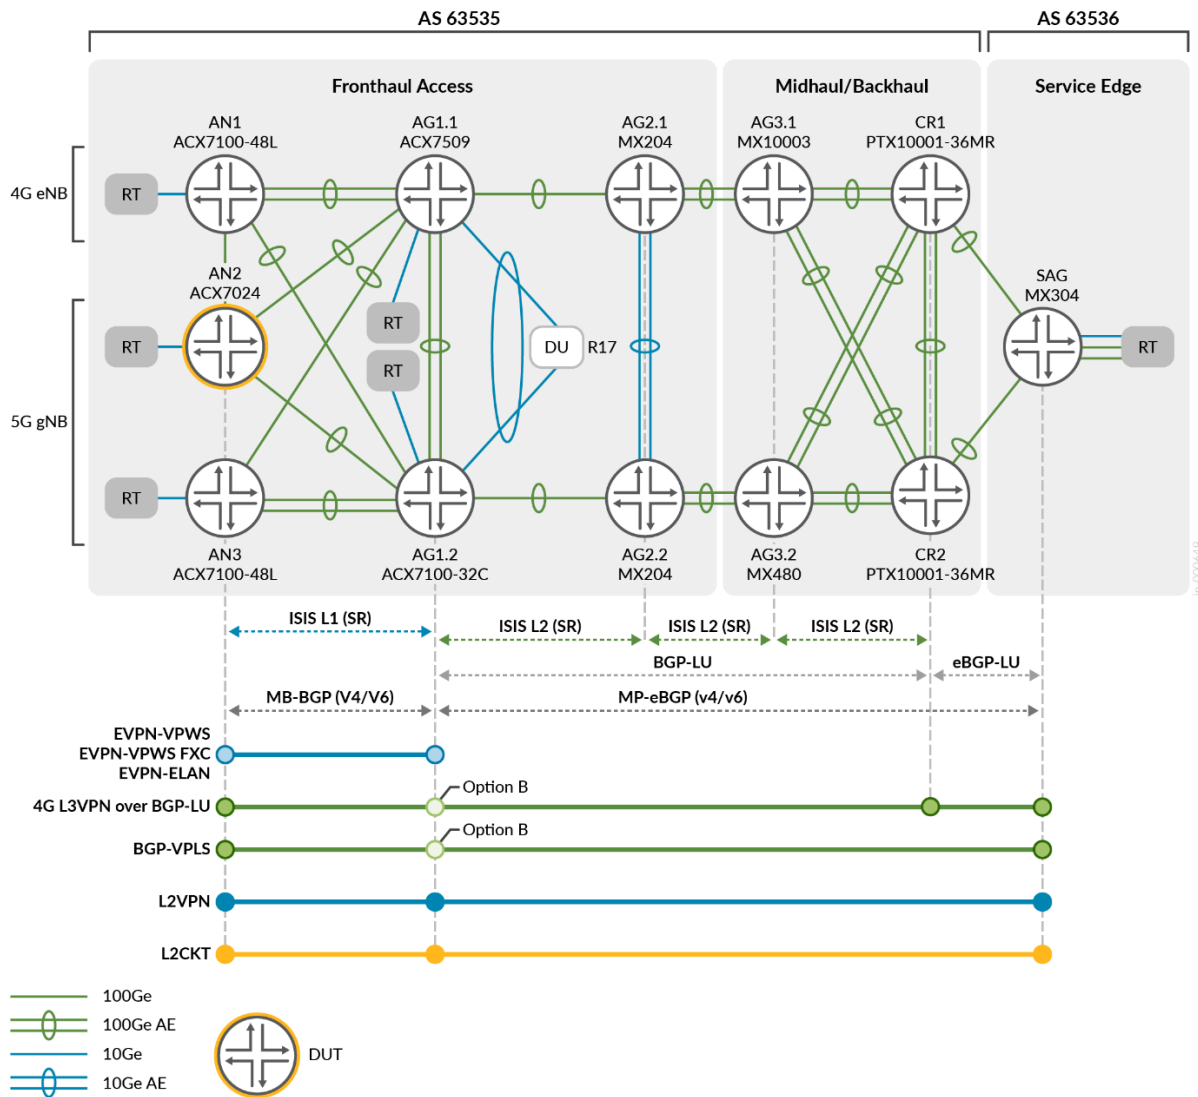 AS 63535
AS 63536
Fronthaul Access
Midhaul/Backhaul
Service Edge
AN1
ACX7100-48L
AG1.1
ACX7509
AG2.1
MX204
AG3.1
MX10003
CR1
PTX10001-36MR
4G eNB
RT
AN2
ACX7024
SAG
MX304
RT
RT
DU
R17
RT
RT
5G gNB
RT
AN3
ACX7100-48L
AG1.2
ACX7100-32C
AG2.2
MX204
AG3.2
MX480
CR2
PTX10001-36MR
ISIS L1 (SR)
ISIS L2 (SR)
ISIS L2 (SR)
ISIS L2 (SR)
BGP-LU
eBGP-LU
MB-BGP (V4/V6)
MP-eBGP (v4/v6)
EVPN-VPWS
EVPN-VPWS FXC
EVPN-ELAN
Option B
4G L3VPN over BGP-LU
Option B
BGP-VPLS
L2VPN
L2CKT
100Ge
100Ge AE
10Ge
10Ge AE
DUT